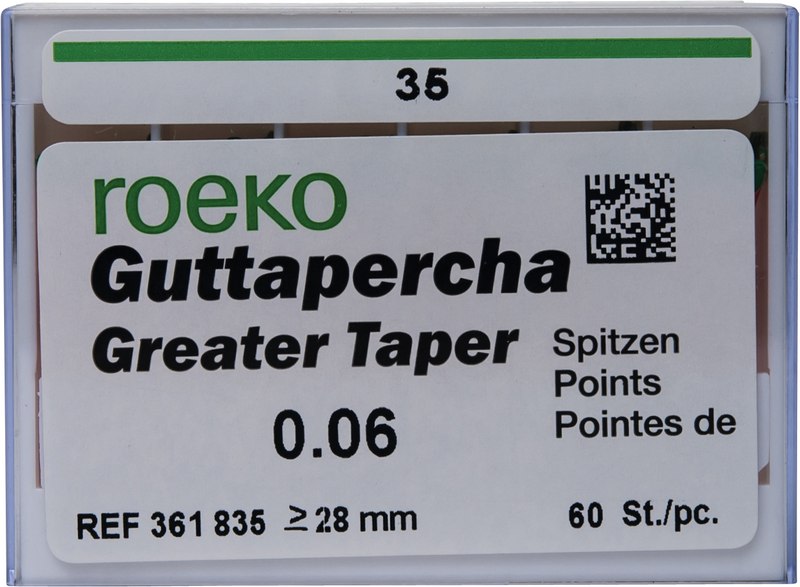 35
roeko
Guttapercha
Greater Taper
Spitzen
Points
Pointes de
0.06
REF 361 835 ≥28 mm
60 St./pc.